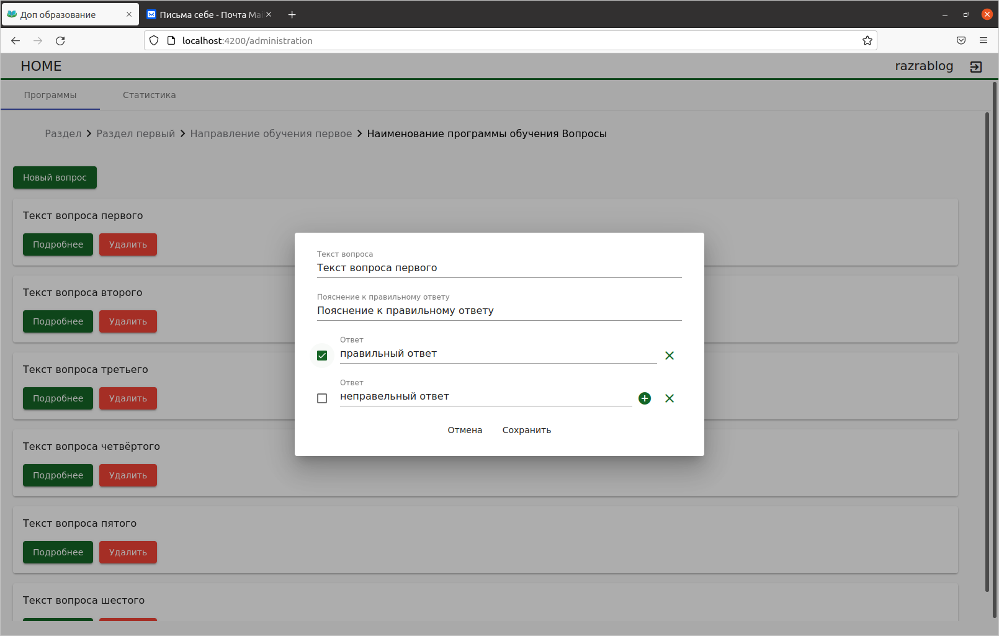 Доп образование
Письма себе - Почта Mai
localhost:4200/administration
HOME
razrablog
Программы
Статистика
Раздел
Раздел первый
Направление обучения первое
Наименование программы обучения Вопросы
Новый вопрос
Текст вопроса первого
Подробнее
Удалить
Текст вопроса второго
Подробнее
Удалить
Текст вопроса третьего
Подробнее
Удалить
Текст вопроса четвёртого
Подробнее
Удалить
Текст вопроса пятого
Подробнее
Удалить
Текст вопроса шестого
Текст вопроса
Текст вопроса первого
Пояснение к правильному ответу
Пояснение к правильному ответу
Ответ
правильный ответ
Ответ
неправельный ответ
Отмена
Сохранить